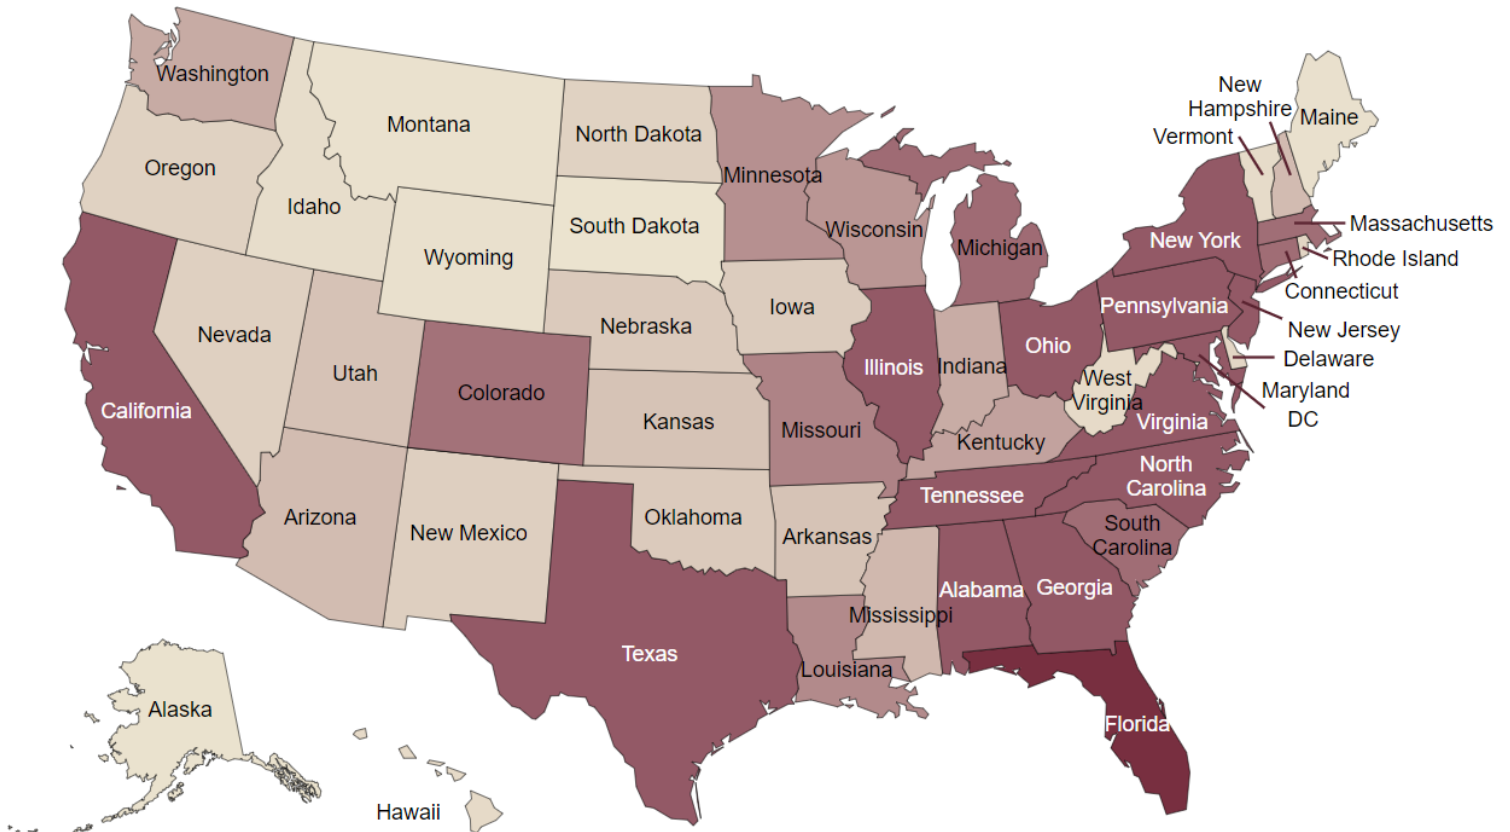 Washington
Montana
North Dakota
Minnesota
New
Hampshire
Vermont
Maine
Oregon
Idaho
South Dakota
Wisconsin
Michigan
New York
Massachusetts
Rhode Island
Connecticut
Wyoming
Iowa
Nebraska
Pennsylvania
New Jersey
Delaware
Maryland
DC
Nevada
Utah
Colorado
Illinois
Indiana
Ohio
West
Virginia
Virginia
California
Kansas
Missouri
Kentucky
North
Carolina
Tennessee
Arizona
New Mexico
Oklahoma
Arkansas
South
Carolina
Mississippi
Alabama
Georgia
Texas
Louisiana
Florida
Alaska
Hawaii